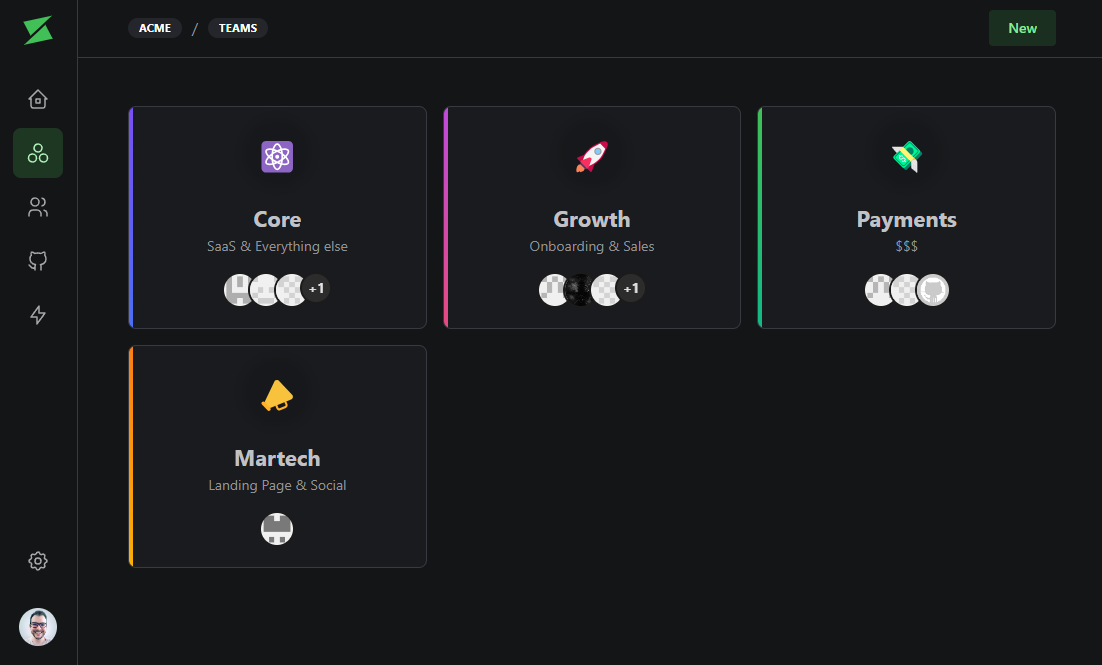 ACME / TEAMS
New
Core
SaaS & Everything else
+1
Growth
Onboarding & Sales
+1
Payments
$$$
Martech
Landing Page & Social